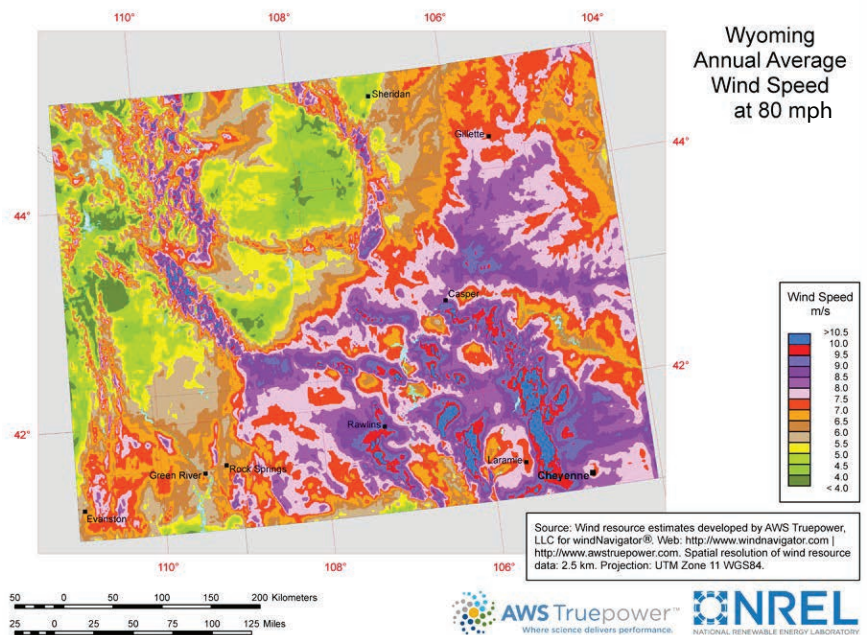 Wyoming
Annual Average
Wind Speed
at 80 mph
110°
108°
106°
104°
Sheridan
Gillette
44°
44°
Casper
42°
42°
Rawlins
Green River
Rock Springs
Laramie
Cheyenne
Evanston
110°
108°
106°
Wind Speed
m/s
>10.5
10.0
9.5
9.0
8.5
8.0
7.5
7.0
6.5
6.0
5.5
5.0
4.5
4.0
< 4.0
Source: Wind resource estimates developed by AWS Truepower,
LLC for windNavigator®. Web: http://www.windnavigator.com |
http://www.awstruepower.com. Spatial resolution of wind resource
data: 2.5 km. Projection: UTM Zone 11 WGS84.
50 0 50 100 150 200 Kilometers
25 0 25 50 75 100 125 Miles
AWS Truepower™
Where science delivers performance.
NREL
NATIONAL RENEWABLE ENERGY LABORATORY